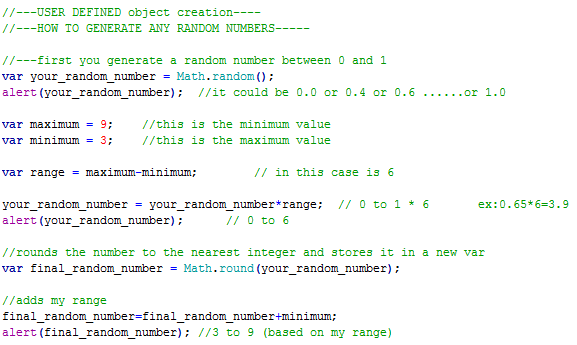 //---USER DEFINED object creation----
//---HOW TO GENERATE ANY RANDOM NUMBERS-----
//---first you generate a random number between 0 and 1
var your_random_number = Math.random();
alert(your_random_number);  //it could be 0.0 or 0.4 or 0.6 ......or 1.0
var maximum = 9;    //this is the minimum value
var minimum = 3;    //this is the maximum value
var range = maximum-minimum;        // in this case is 6
your_random_number = your_random_number*range;  // 0 to 1 * 6       ex:0.65*6=3.9
alert(your_random_number);      // 0 to 6
//rounds the number to the nearest integer and stores it in a new var
var final_random_number = Math.round(your_random_number);
//adds my range
final_random_number=final_random_number+minimum;
alert(final_random_number); //3 to 9 (based on my range)